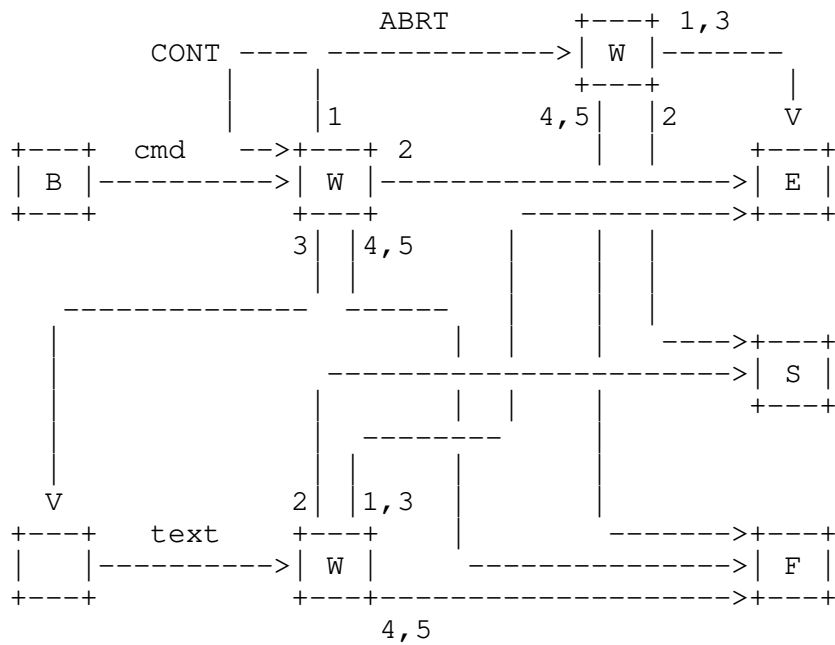 ABRT +---+ 1,3
CONT ---- ------------->| W |-------
| | +---+ |
| |1 4,5| |2 V
+---+ cmd -->+---+ 2 | | +---+
| B |---------->| W |-------------------->| E |
+---+ +---+ ------------>+---+
3| |4,5 | | |
| | | | |
-------------- ------ | | |
| | | | ---->+---+
| ----------------------->| S |
| | | | | +---+
| | -------- |
| | | | |
V 2| |1,3 | |
+---+ text +---+ | ------->+---+
| |---------->| W | --------------->| F |
+---+ +---+-------------------->+---+
4,5